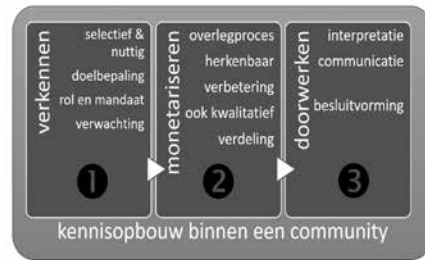 verkennen
selectief &
nuttig
doelbepaling
rol en mandaat
verwachting
1
monetariseren
overlegproces
herkenbaar
verbetering
ook kwalitatief
verdeling
2
doorwerken
interpretatie
communicatie
besluitvorming
3
kennisopbouw binnen een community